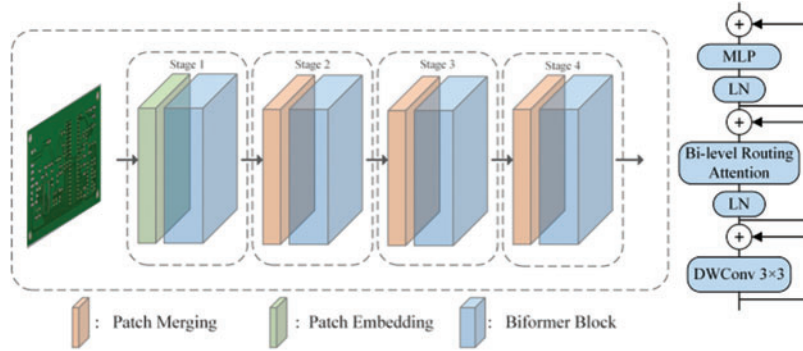 Stage 1
Stage 2
Stage 3
Stage 4
: Patch Merging
: Patch Embedding
: Biformer Block
+
MLP
LN
+
Bi-level Routing
Attention
LN
+
DWConv 3×3